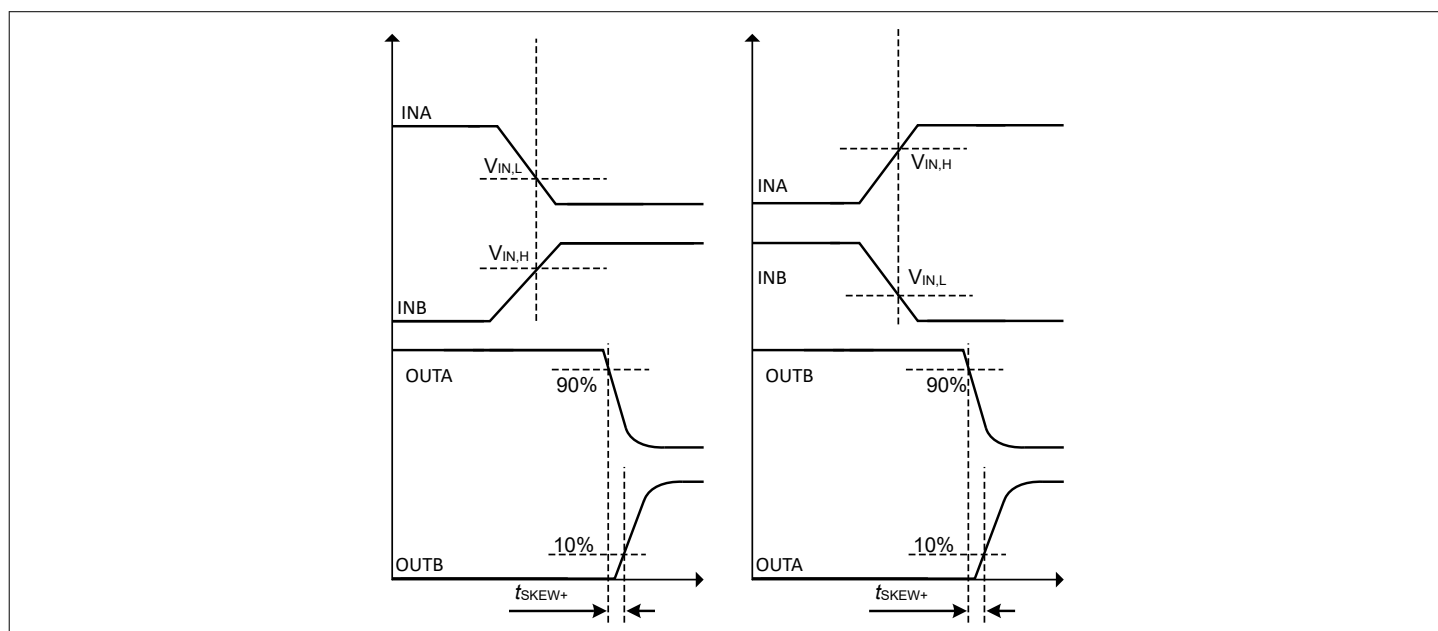 INA
VIN,L
VIN,H
INB
OUTA
90%
10%
OUTB
tSKEW+
VIN,H
INA
VIN,L
INB
OUTB
90%
10%
OUTA
tSKEW+